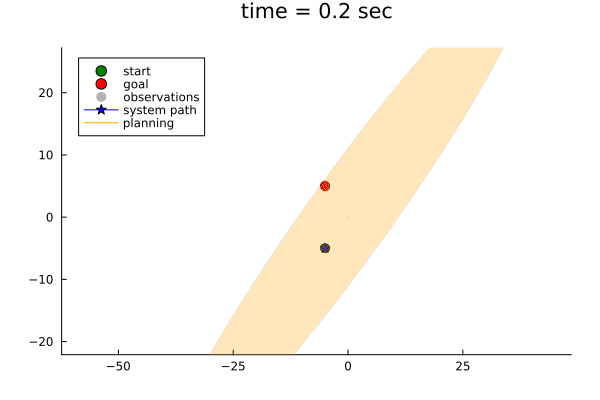 time = 0.2 sec
start
goal
observations
system path
planning
20
10
0
−10
−20
−50
−25
0
25